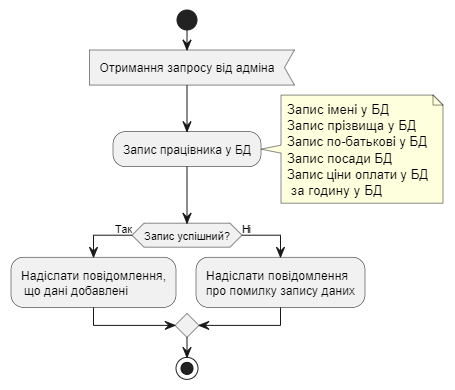 Отримання запросу від адміна
Запис імені у БД
Запис прізвища у БД
Запис по-батькові у БД
Запис посади БД
Запис ціни оплати у БД
за годину у БД
Запис працівника у БД
Так
Запис успішний?
Ні
Надіслати повідомлення,
що дані добавлені
Надіслати повідомлення
про помилку запису даних